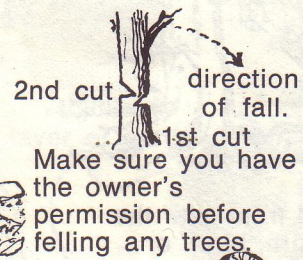 2nd cut
direction
of fall.
1st cut
Make sure you have
the owner's
permission before
felling any trees.